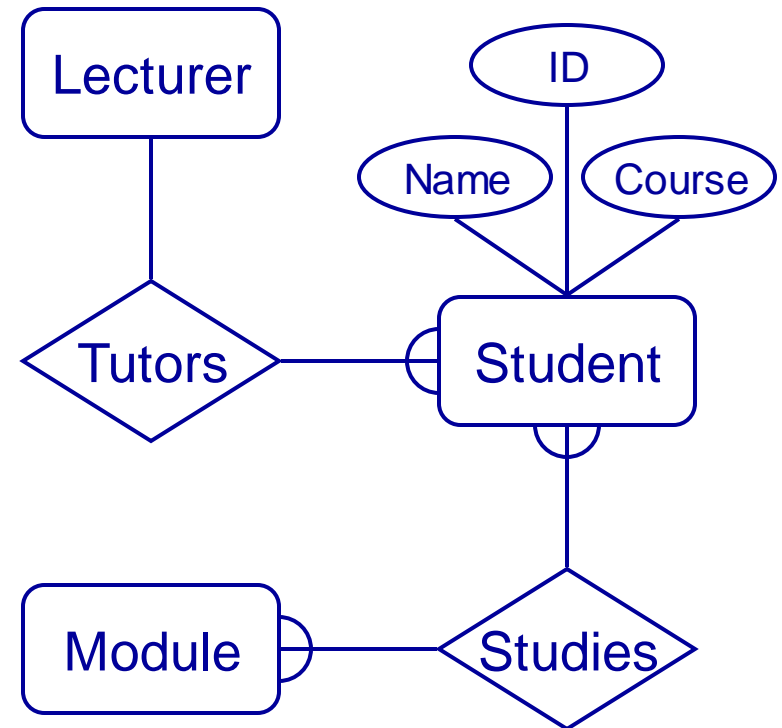 Lecturer
ID
Name
Course
Tutors
Student
Module
Studies